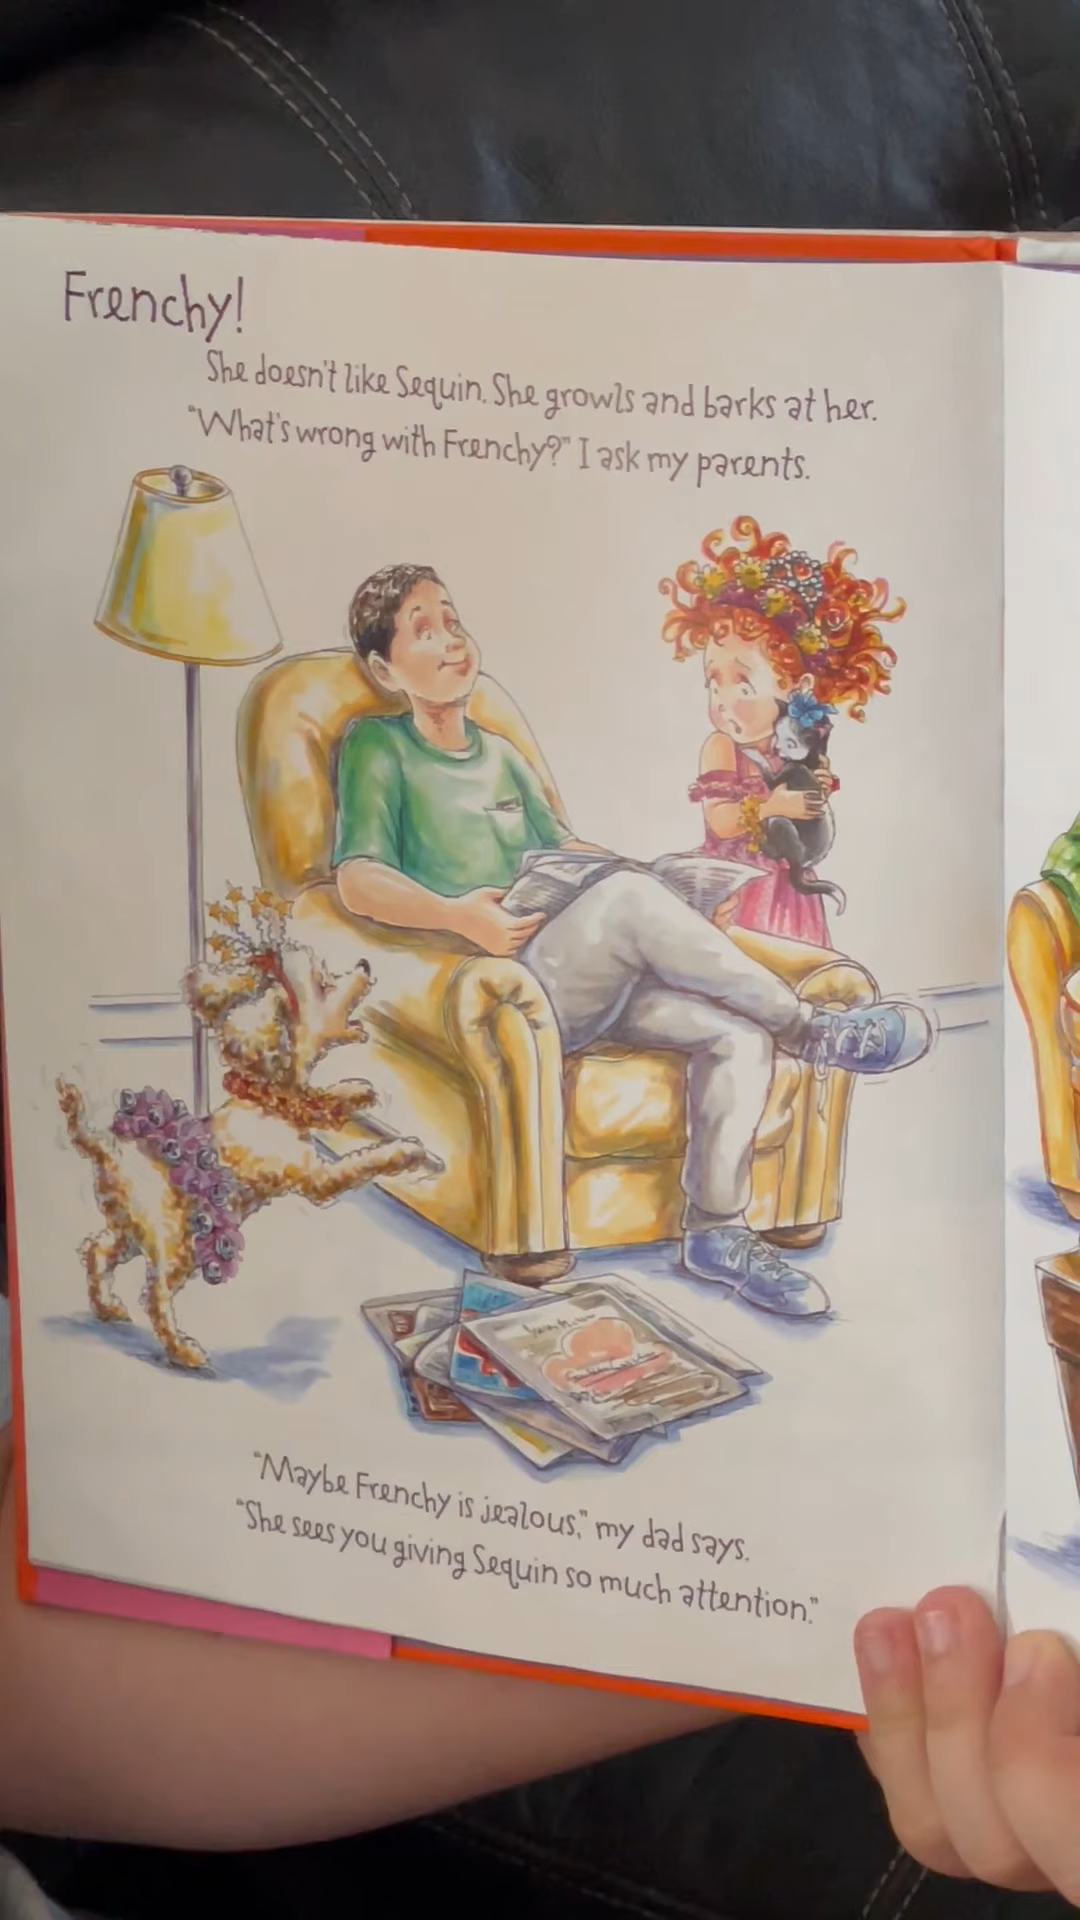 Frenchy!
She doesn't like Sequin. She growls and barks at her.
"What's wrong with Frenchy?" I ask my parents.
"Maybe Frenchy is jealous," my dad says.
"She sees you giving Sequin so much attention."